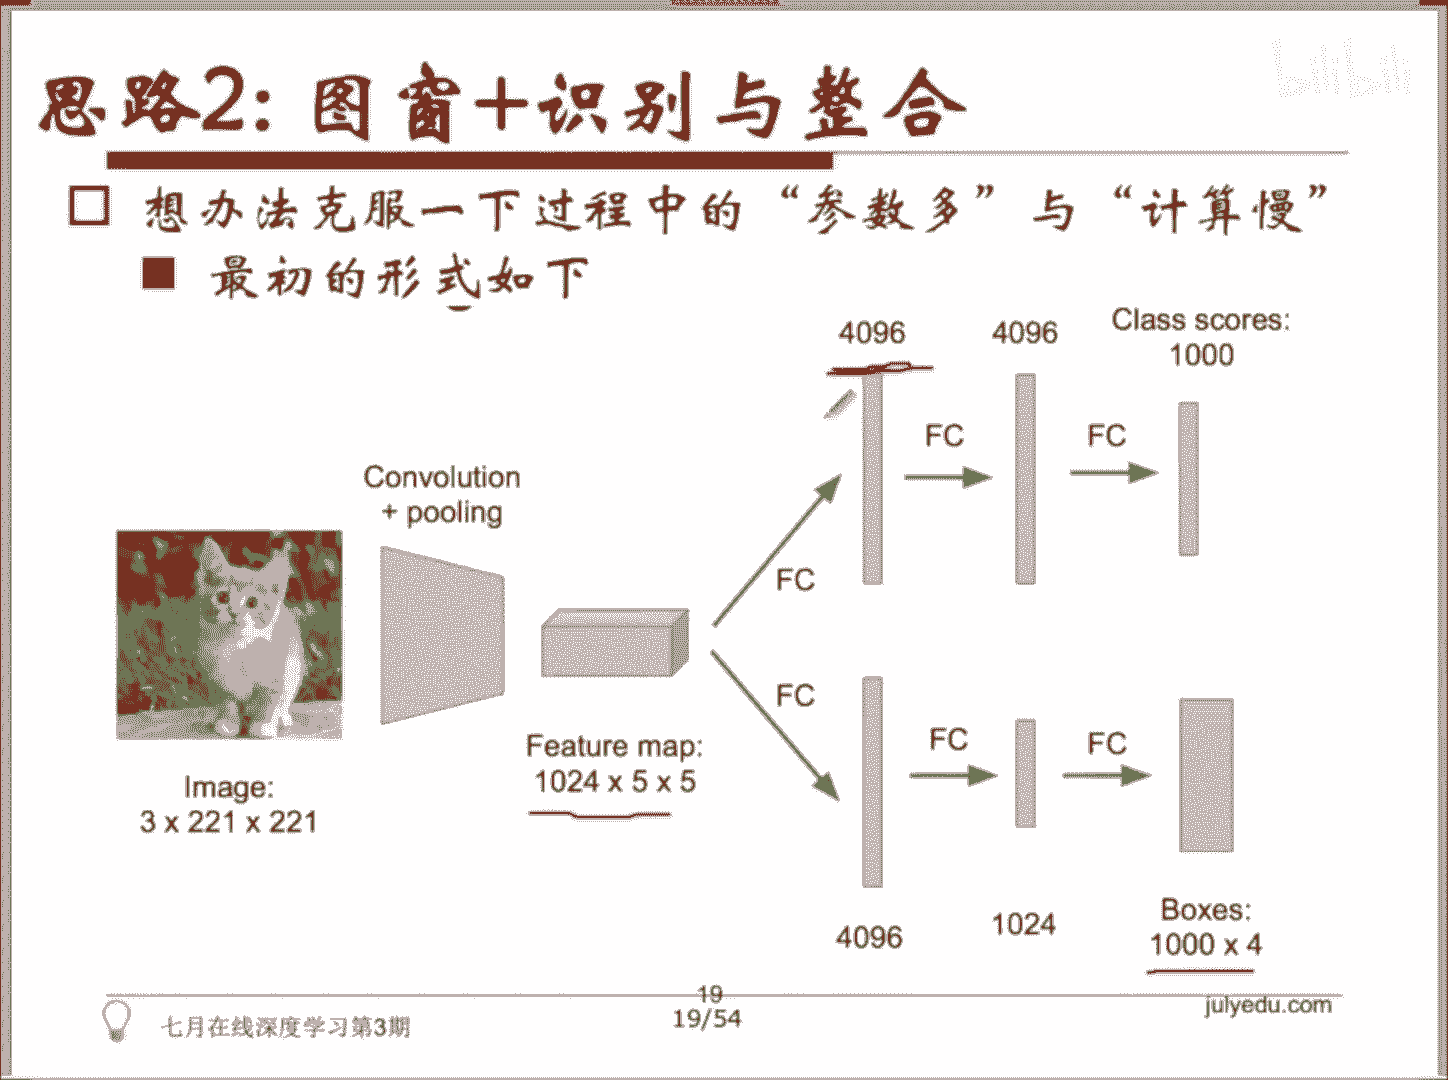 bilibili
思路2: 图窗+识别与整合
想办法克服一下过程中的“参数多”与“计算慢”
最初的形式如下
4096
4096
Class scores:
1000
FC
FC
Convolution
+ pooling
FC
FC
Feature map:
1024 x 5 x 5
FC
FC
Image:
3 x 221 x 221
4096
1024
Boxes:
1000 x 4
七月在线深度学习第3期
19
19/54
julyedu.com